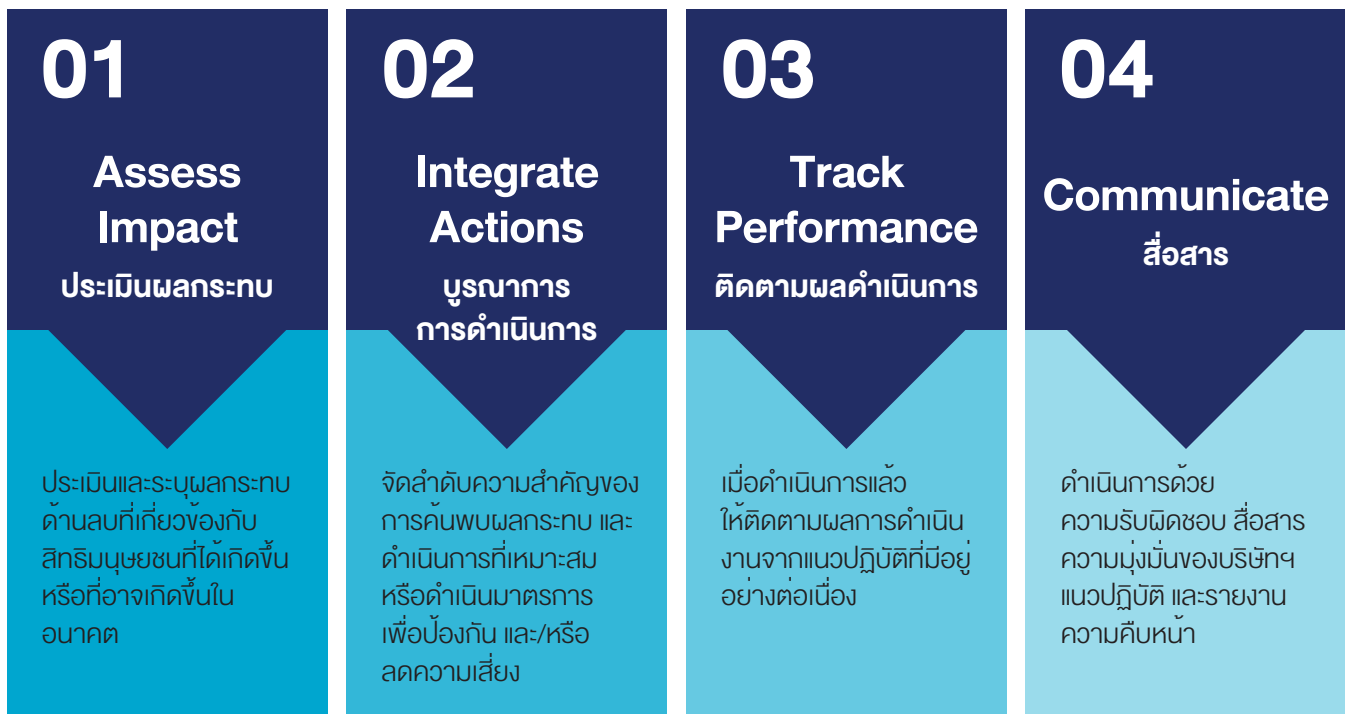 01
Assess
Impact
ประเมินผลกระทบ
ประเมินและระบุผลกระทบ
ด้านลบที่เกี่ยวข้องกับ
สิทธิมนุษยชนที่ได้เกิดขึ้น
หรือที่อาจเกิดขึ้นใน
อนาคต
02
Integrate
Actions
บูรณาการ
การดำเนินการ
จัดลำดับความสำคัญของ
การค้นพบผลกระทบ และ
ดำเนินการที่เหมาะสม
หรือดำเนินมาตรการ
เพื่อป้องกัน และ/หรือ
ลดความเสี่ยง
03
Track
Performance
ติดตามผลดำเนินการ
เมื่อดำเนินการแล้ว
ให้ติดตามผลการดำเนิน
งานจากแนวปฏิบัติที่มีอยู่
อย่างต่อเนื่อง
04
Communicate
สื่อสาร
ดำเนินการด้วย
ความรับผิดชอบ สื่อสาร
ความมุ่งมั่นของบริษัทฯ
แนวปฏิบัติ และรายงาน
ความคืบหน้า